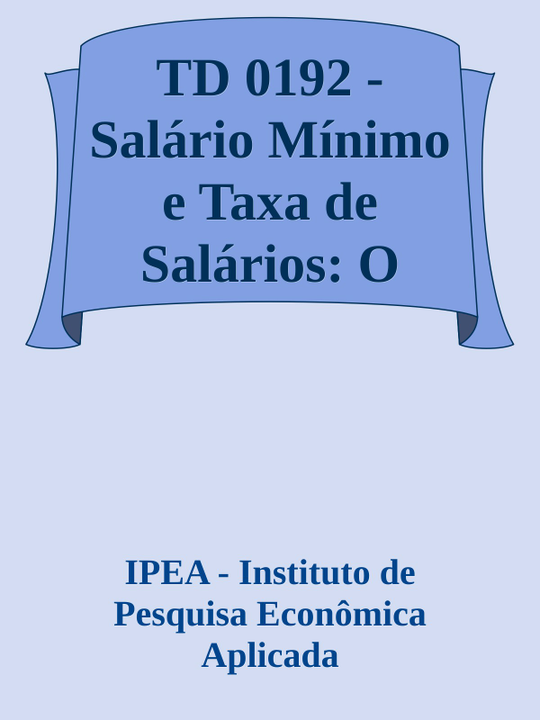 TD 0192 -
Salário Mínimo
e Taxa de
Salários: O
IPEA - Instituto de
Pesquisa Econômica
Aplicada